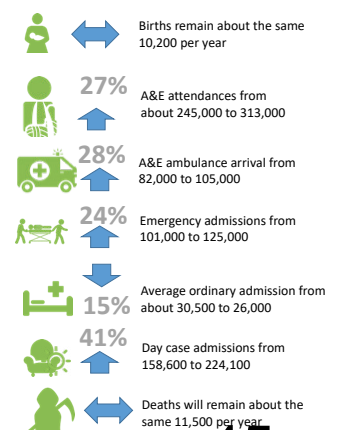 Births remain about the same
10,200 per year
27%
A&E attendances from
about 245,000 to 313,000
28%
A&E ambulance arrival from
82,000 to 105,000
24%
Emergency admissions from
101,000 to 125,000
15%
Average ordinary admission from
about 30,500 to 26,000
41%
Day case admissions from
158,600 to 224,100
Deaths will remain about the
same 11,500 per year